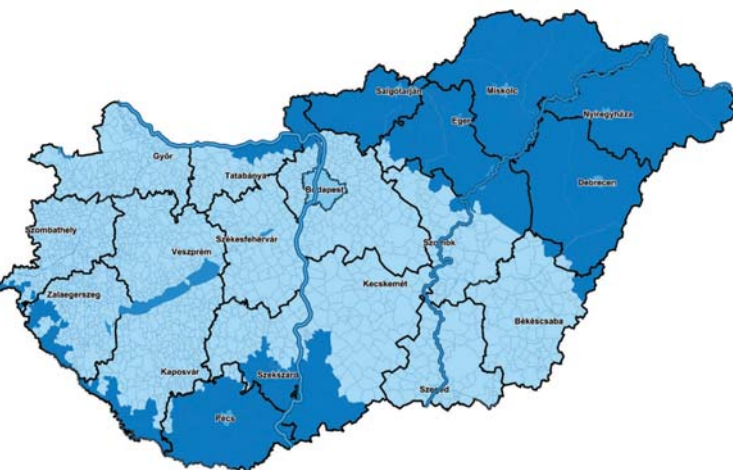 Salgótarján
Miskolc
Eger
Nyíregyháza
Győr
Tatabánya
Budapest
Debrecen
Szombathely
Veszprém
Székesfehérvár
Szolnok
Zalaegerszeg
Kecskemét
Békéscsaba
Kaposvár
Szekszárd
Szeged
Pécs